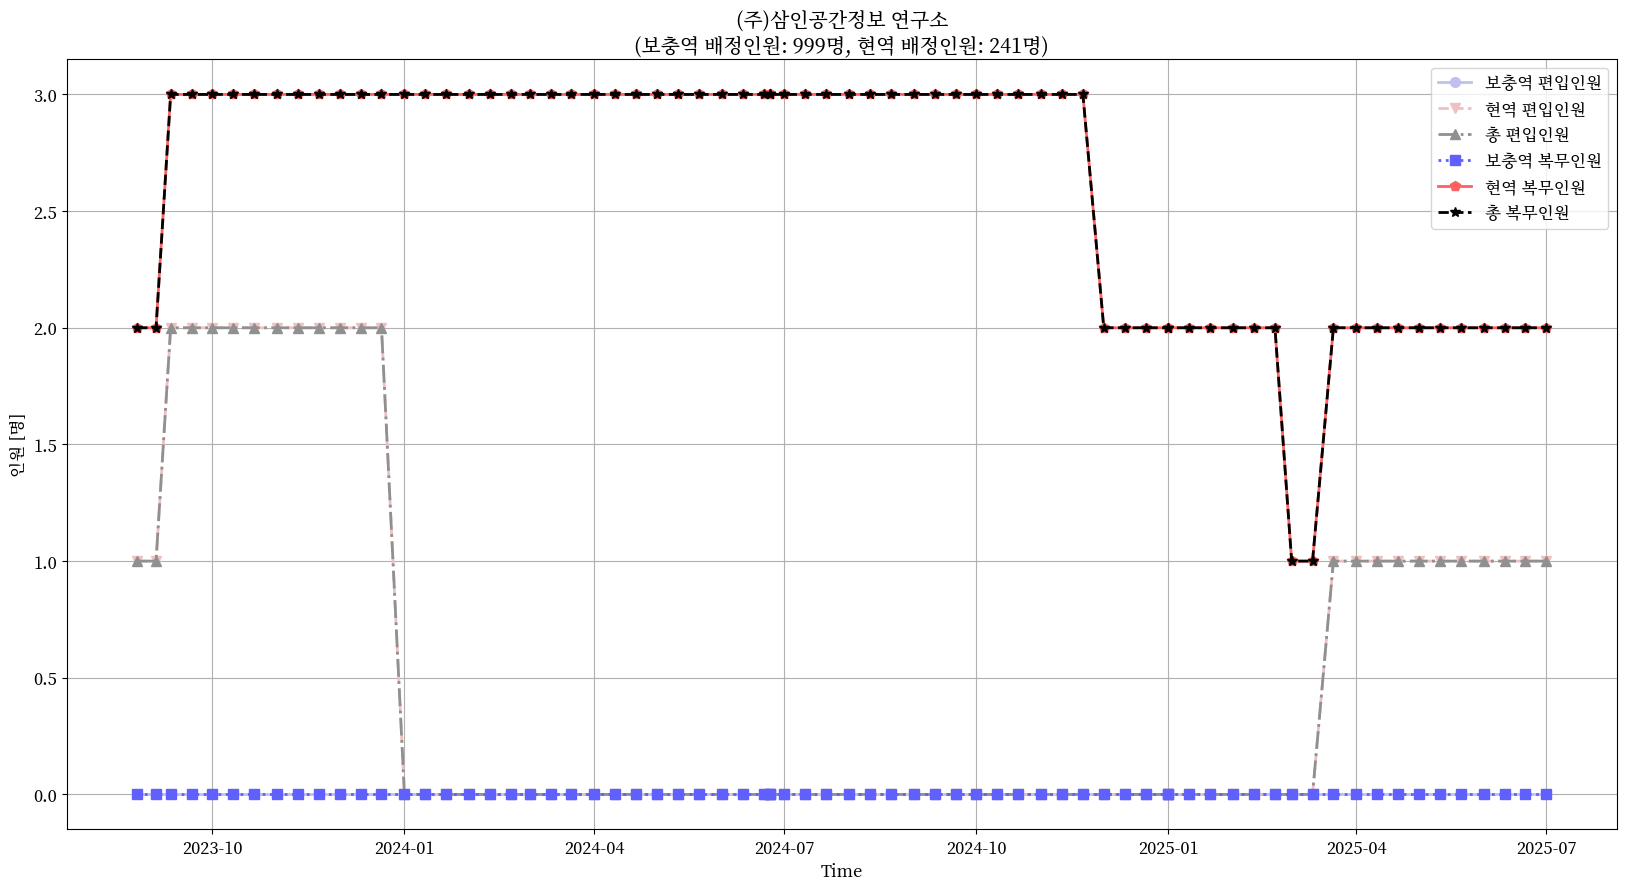 (주)삼인공간정보 연구소
(보충역 배정인원: 999명, 현역 배정인원: 241명)
보충역 편입인원
현역 편입인원
총 편입인원
보충역 복무인원
현역 복무인원
총 복무인원
인원 [명]
3.0
2.5
2.0
1.5
1.0
0.5
0.0
2023-10
2024-01
2024-04
2024-07
2024-10
2025-01
2025-04
2025-07
Time